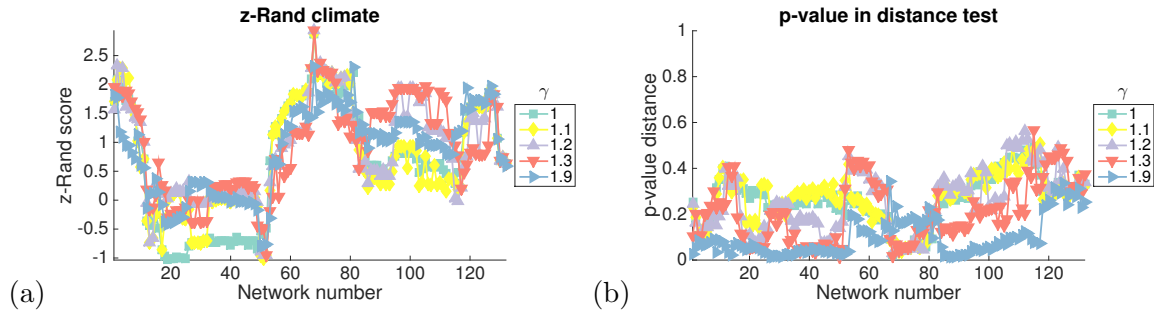 z-Rand climate
z-Rand score
2.5
2
1.5
1
0.5
0
-0.5
-1
20 40 60 80 100 120
Network number
γ
1
1.1
1.2
1.3
1.9
(a)
p-value in distance test
p-value distance
1
0.8
0.6
0.4
0.2
0
20 40 60 80 100 120
Network number
γ
1
1.1
1.2
1.3
1.9
(b)